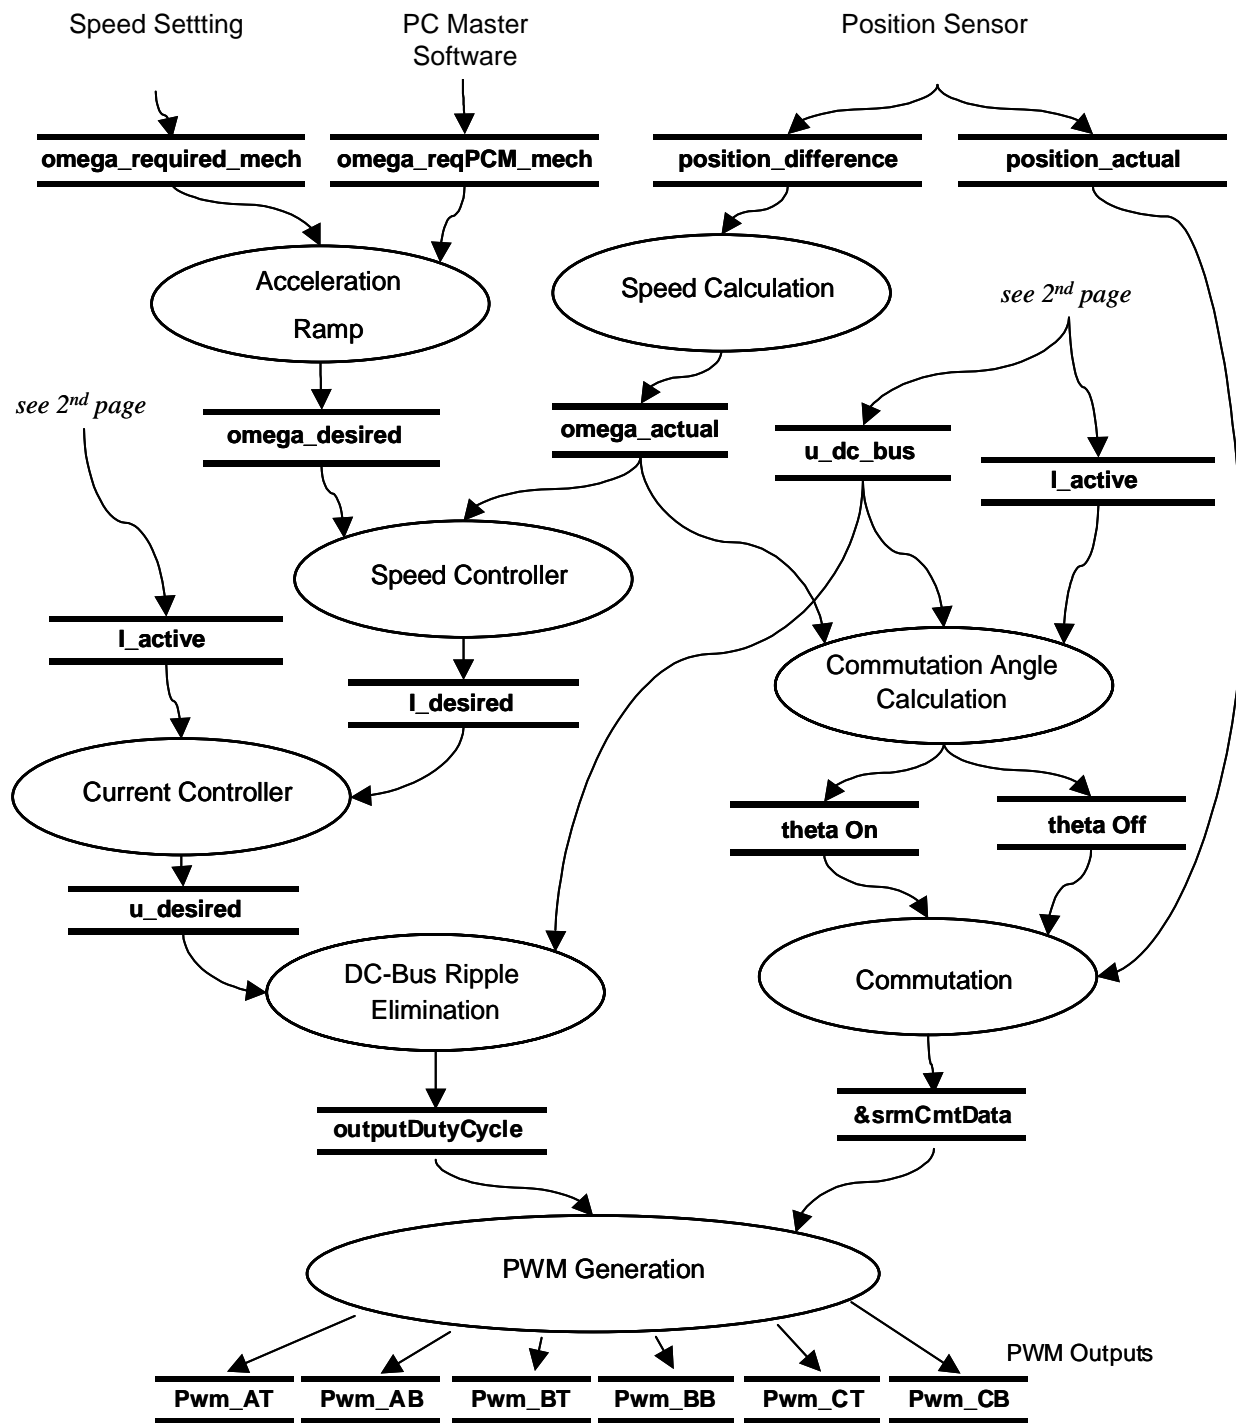 Speed Settting
PC Master
Software
Position Sensor
omega_required_mech
omega_reqPCM_mech
position_difference
position_actual
Acceleration
Ramp
Speed Calculation
see 2nd page
see 2nd page
omega_desired
omega_actual
u_dc_bus
I_active
Speed Controller
I_active
I_desired
Commutation Angle
Calculation
Current Controller
theta On
theta Off
u_desired
DC-Bus Ripple
Elimination
Commutation
outputDutyCycle
&srmCmtData
PWM Generation
PWM Outputs
Pwm_AT
Pwm_AB
Pwm_BT
Pwm_BB
Pwm_CT
Pwm_CB